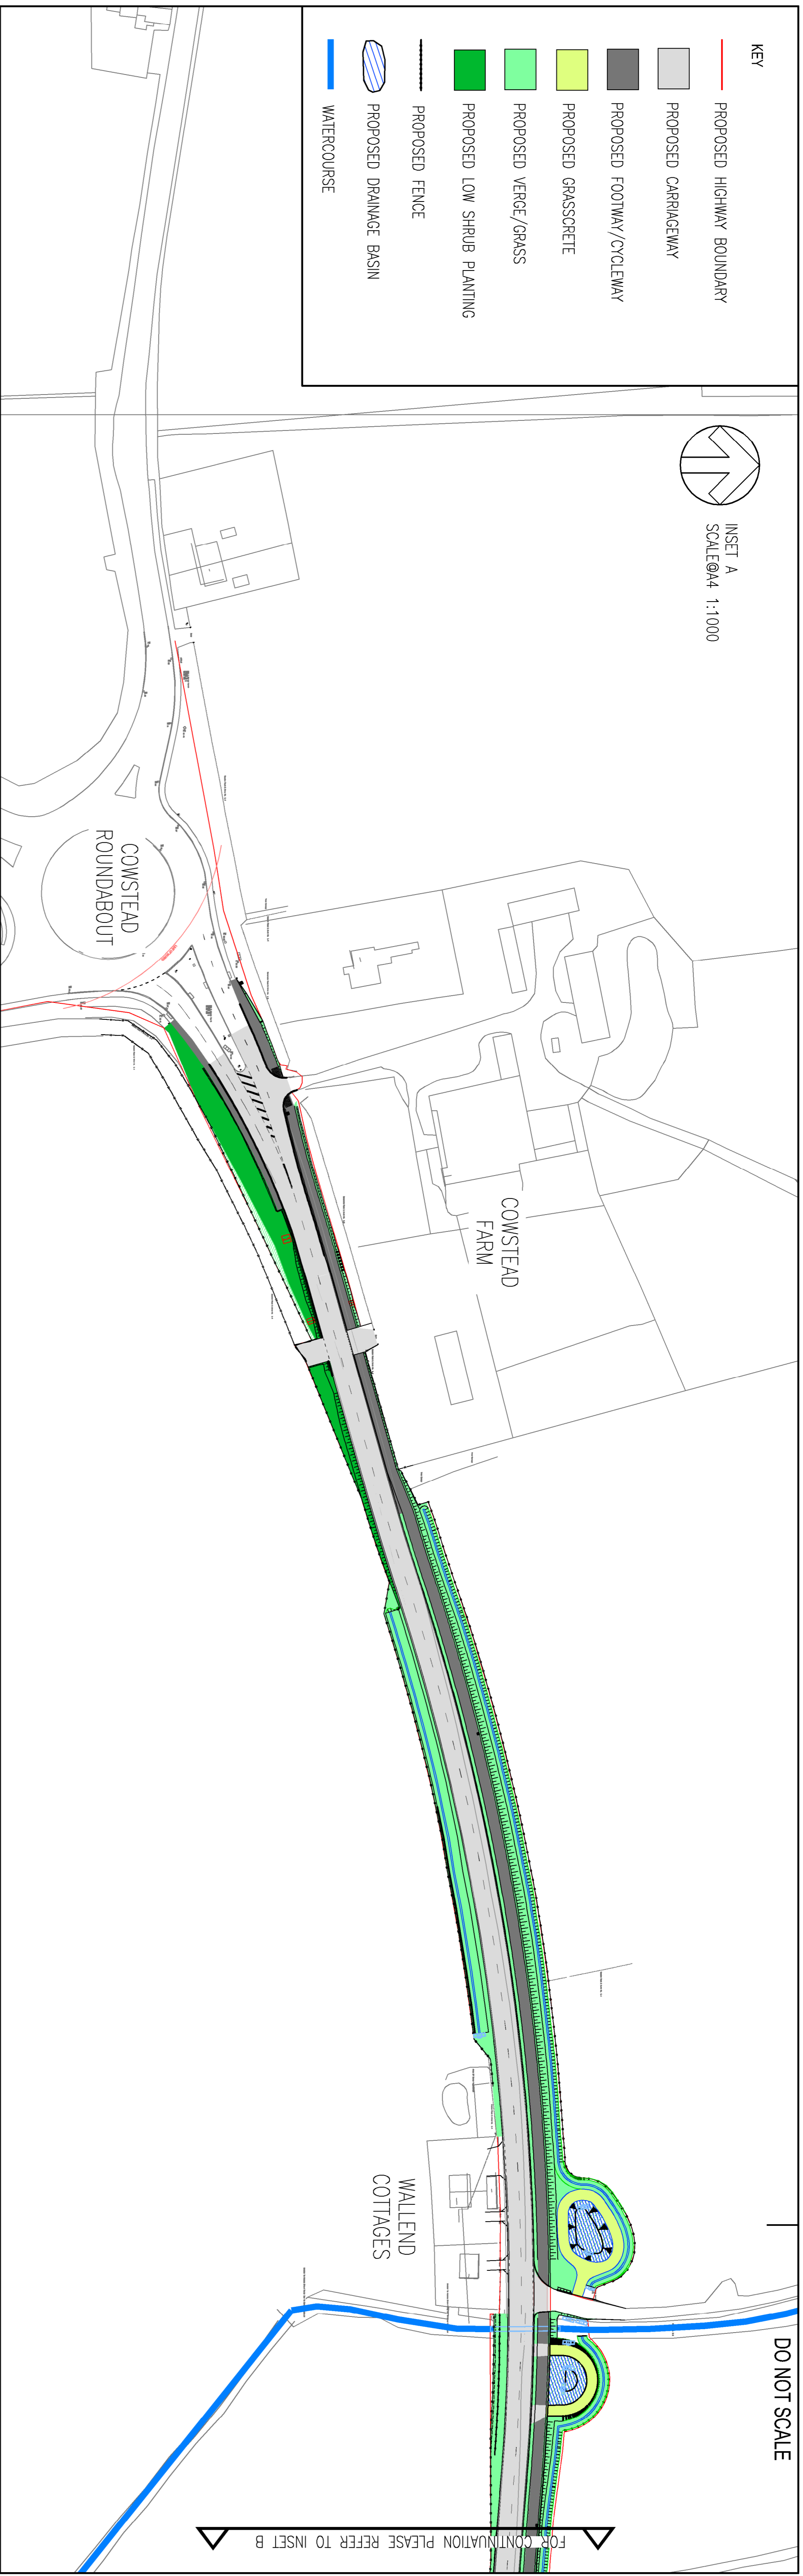 KEY
PROPOSED HIGHWAY BOUNDARY
PROPOSED CARRIAGEWAY
PROPOSED FOOTWAY/CYCLEWAY
PROPOSED GRASSCRETE
PROPOSED VERGE/GRASS
PROPOSED LOW SHRUB PLANTING
PROPOSED FENCE
PROPOSED DRAINAGE BASIN
WATERCOURSE
INSET A
SCALE@A4 1:1000
COWSTEAD
ROUNDABOUT
COWSTEAD
FARM
WALLEND
COTTAGES
DO NOT SCALE
FOR CONTINUATION PLEASE REFER TO INSET B